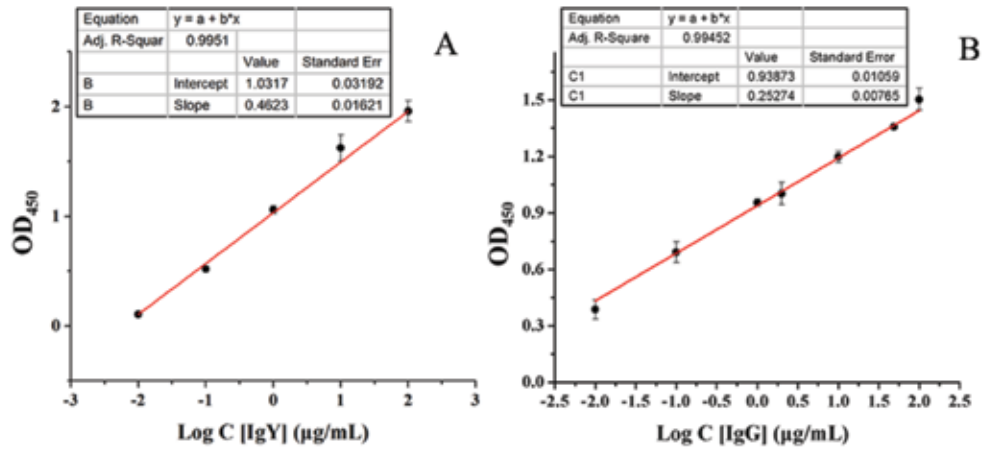 Equation y = a + b*x
Adj. R-Squar 0.9951
Value Standard Err
B Intercept 1.0317 0.03192
B Slope 0.4623 0.01621
A
2
1
0
OD450
-3 -2 -1 0 1 2 3
Log C [IgY] (µg/mL)
Equation y = a + b*x
Adj. R-Square 0.99452
Value Standard Error
C1 Intercept 0.93873 0.01059
C1 Slope 0.25274 0.00765
B
1.5
1.2
0.9
0.6
0.3
0.0
OD450
-2.5 -2.0 -1.5 -1.0 -0.5 0.0 0.5 1.0 1.5 2.0 2.5
Log C [IgG] (µg/mL)